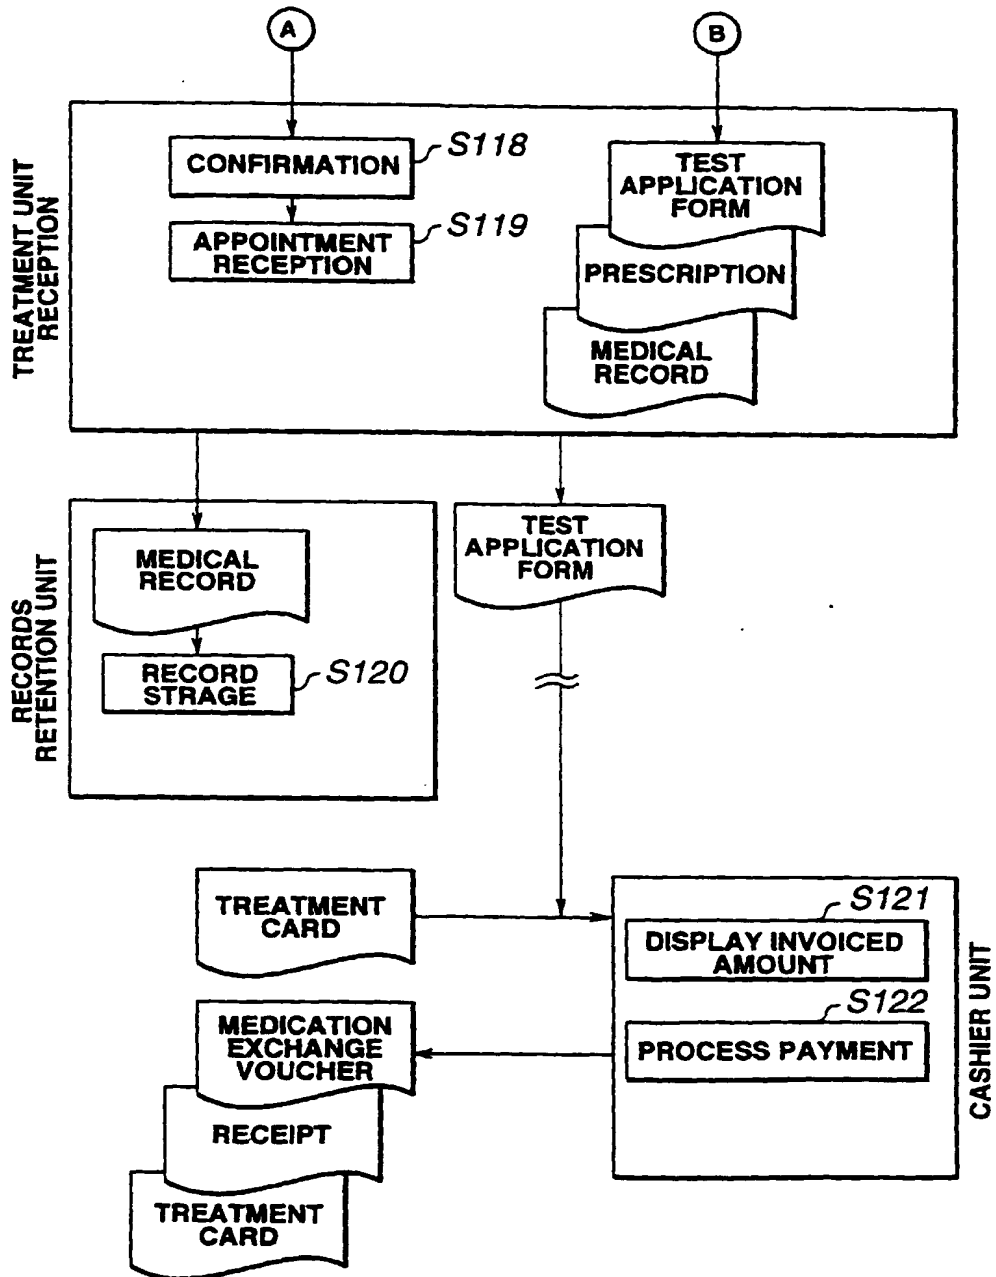 A
B
TREATMENT UNIT
RECEPTION
CONFIRMATION
S118
APPOINTMENT
RECEPTION
S119
TEST
APPLICATION
FORM
PRESCRIPTION
MEDICAL
RECORD
RECORDS
RETENTION UNIT
MEDICAL
RECORD
RECORD
STRAGE
S120
TEST
APPLICATION
FORM
TREATMENT
CARD
CASHIER UNIT
S121
DISPLAY INVOICED
AMOUNT
S122
PROCESS PAYMENT
MEDICATION
EXCHANGE
VOUCHER
RECEIPT
TREATMENT
CARD